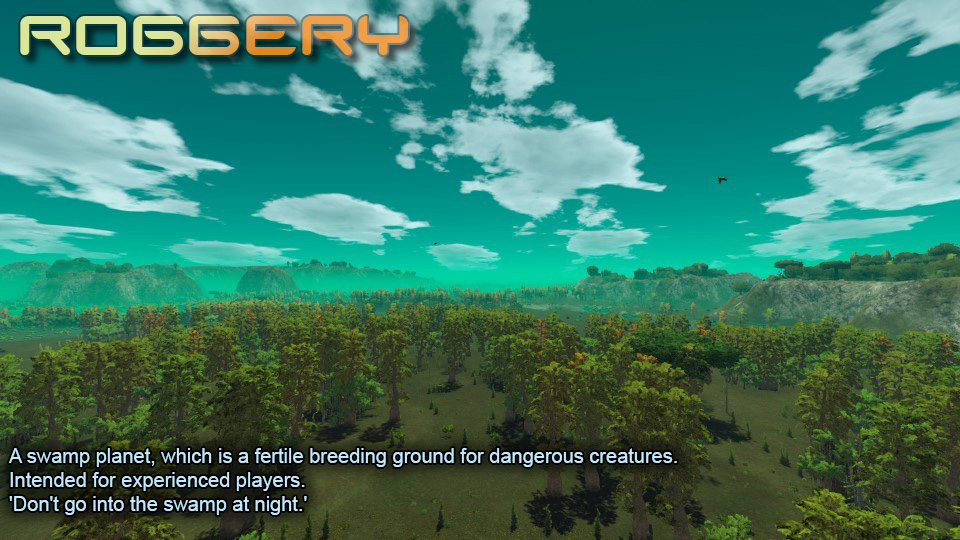 ROGGERY
A swamp planet, which is a fertile breeding ground for dangerous creatures.
Intended for experienced players.
'Don't go into the swamp at night.'